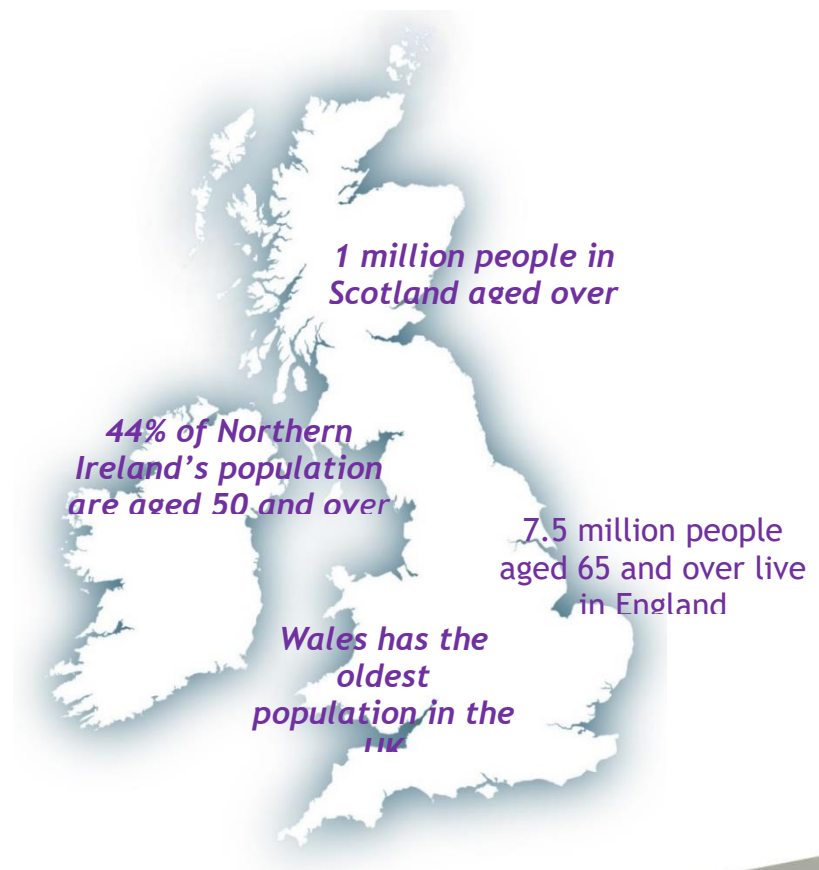 1 million people in
Scotland aged over
44% of Northern
Ireland’s population
are aged 50 and over
7.5 million people
aged 65 and over live
in England
Wales has the
oldest
population in the
UK